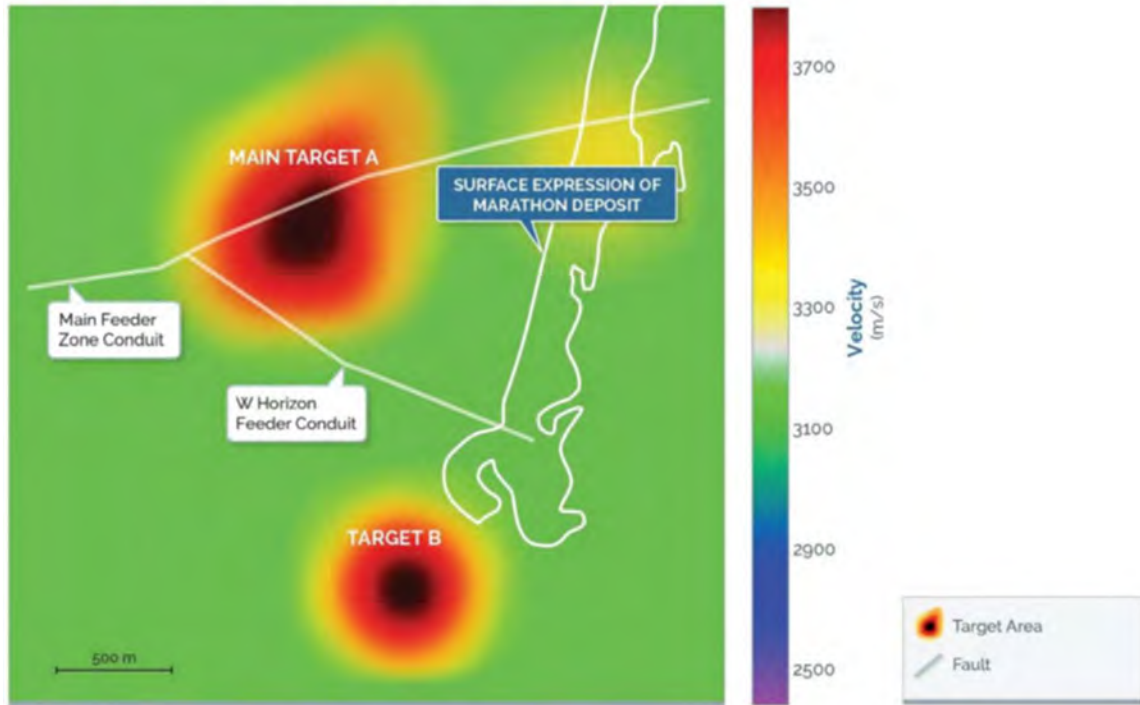 MAIN TARGET A
SURFACE EXPRESSION OF
MARATHON DEPOSIT
Main Feeder
Zone Conduit
W Horizon
Feeder Conduit
TARGET B
500 m
3700
3500
3300
3100
2900
2500
Velocity
(m/s)
Target Area
Fault